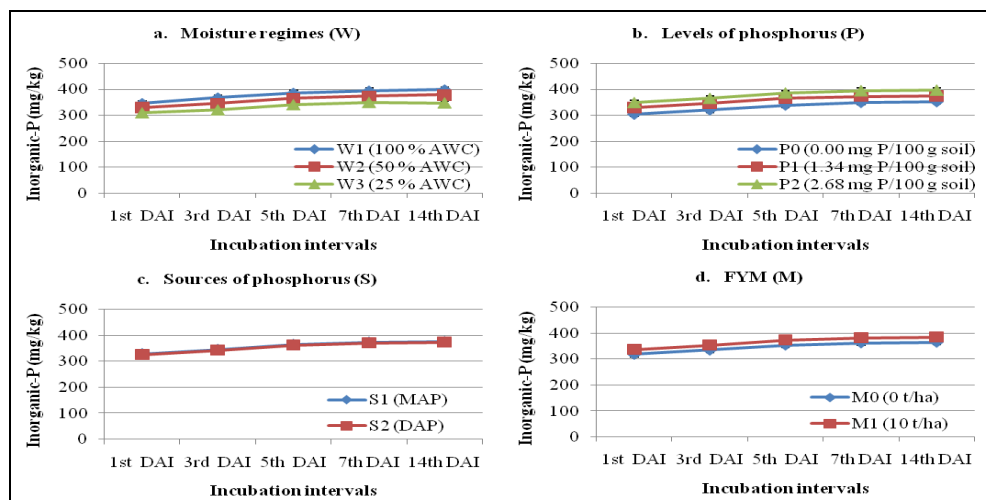 a. Moisture regimes (W)
Inorganic-P (mg/kg)
500
400
300
200
100
0
W1 (100 % AWC)
W2 (50 % AWC)
W3 (25 % AWC)
1st DAI 3rd DAI 5th DAI 7th DAI 14th DAI
Incubation intervals
b. Levels of phosphorus (P)
Inorganic-P (mg/kg)
500
400
300
200
100
0
P0 (0.00 mg P/100 g soil)
P1 (1.34 mg P/100 g soil)
P2 (2.68 mg P/100 g soil)
1st DAI 3rd DAI 5th DAI 7th DAI 14th DAI
Incubation intervals
c. Sources of phosphorus (S)
Inorganic-P (mg/kg)
500
400
300
200
100
0
S1 (MAP)
S2 (DAP)
1st DAI 3rd DAI 5th DAI 7th DAI 14th DAI
Incubation intervals
d. FYM (M)
Inorganic-P (mg/kg)
500
400
300
200
100
0
M0 (0 t/ha)
M1 (10 t/ha)
1st DAI 3rd DAI 5th DAI 7th DAI 14th DAI
Incubation intervals